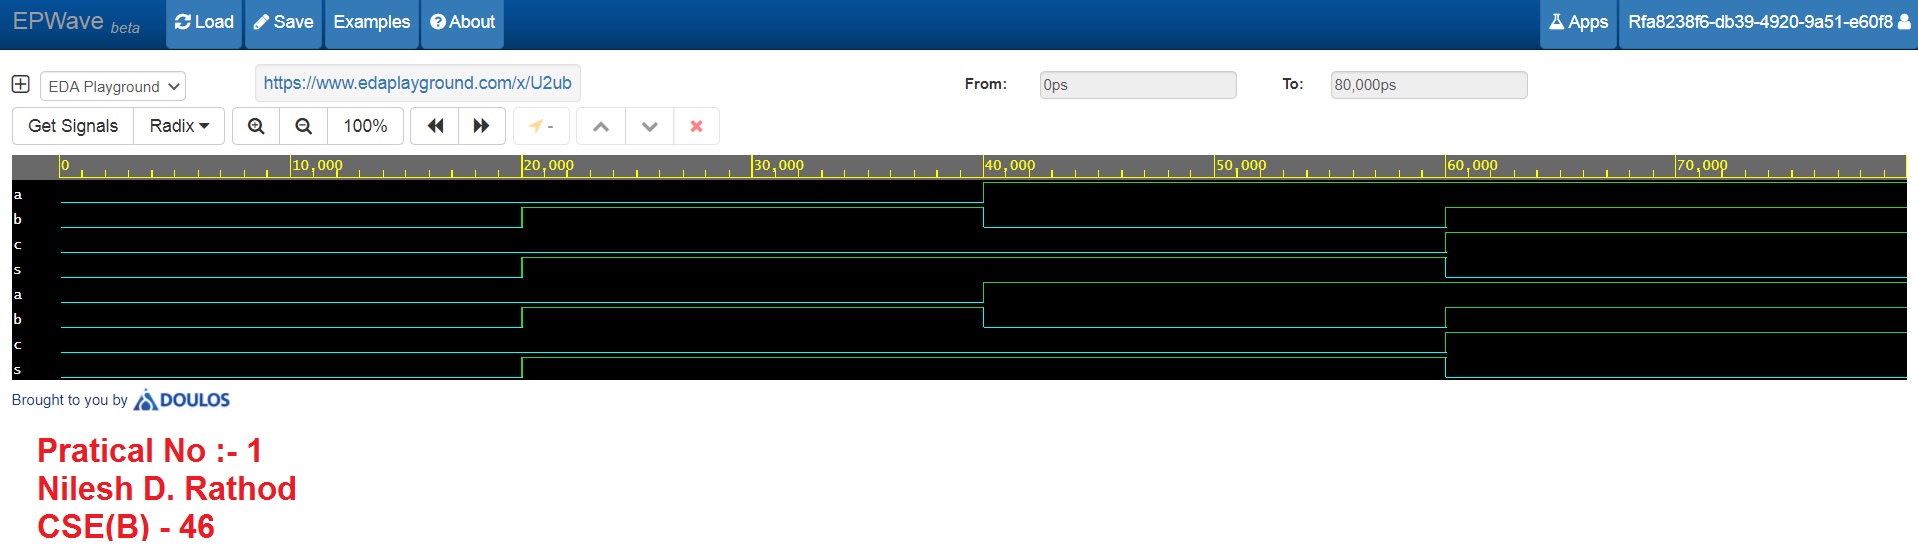 EPWave beta Load Save Examples About Apps Rfa8238f6-db39-4920-9a51-e60f8
EDA Playground https://www.edaplayground.com/x/U2ub From: 0ps To: 80,000ps
Get Signals Radix 100% -
0 10,000 20,000 30,000 40,000 50,000 60,000 70,000
a
b
c
s
a
b
c
s
Brought to you by DOULOS
Pratical No :- 1
Nilesh D. Rathod
CSE(B) - 46